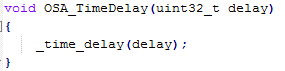 void OSA_TimeDelay(uint32_t delay)
{
    _time_delay(delay);
}